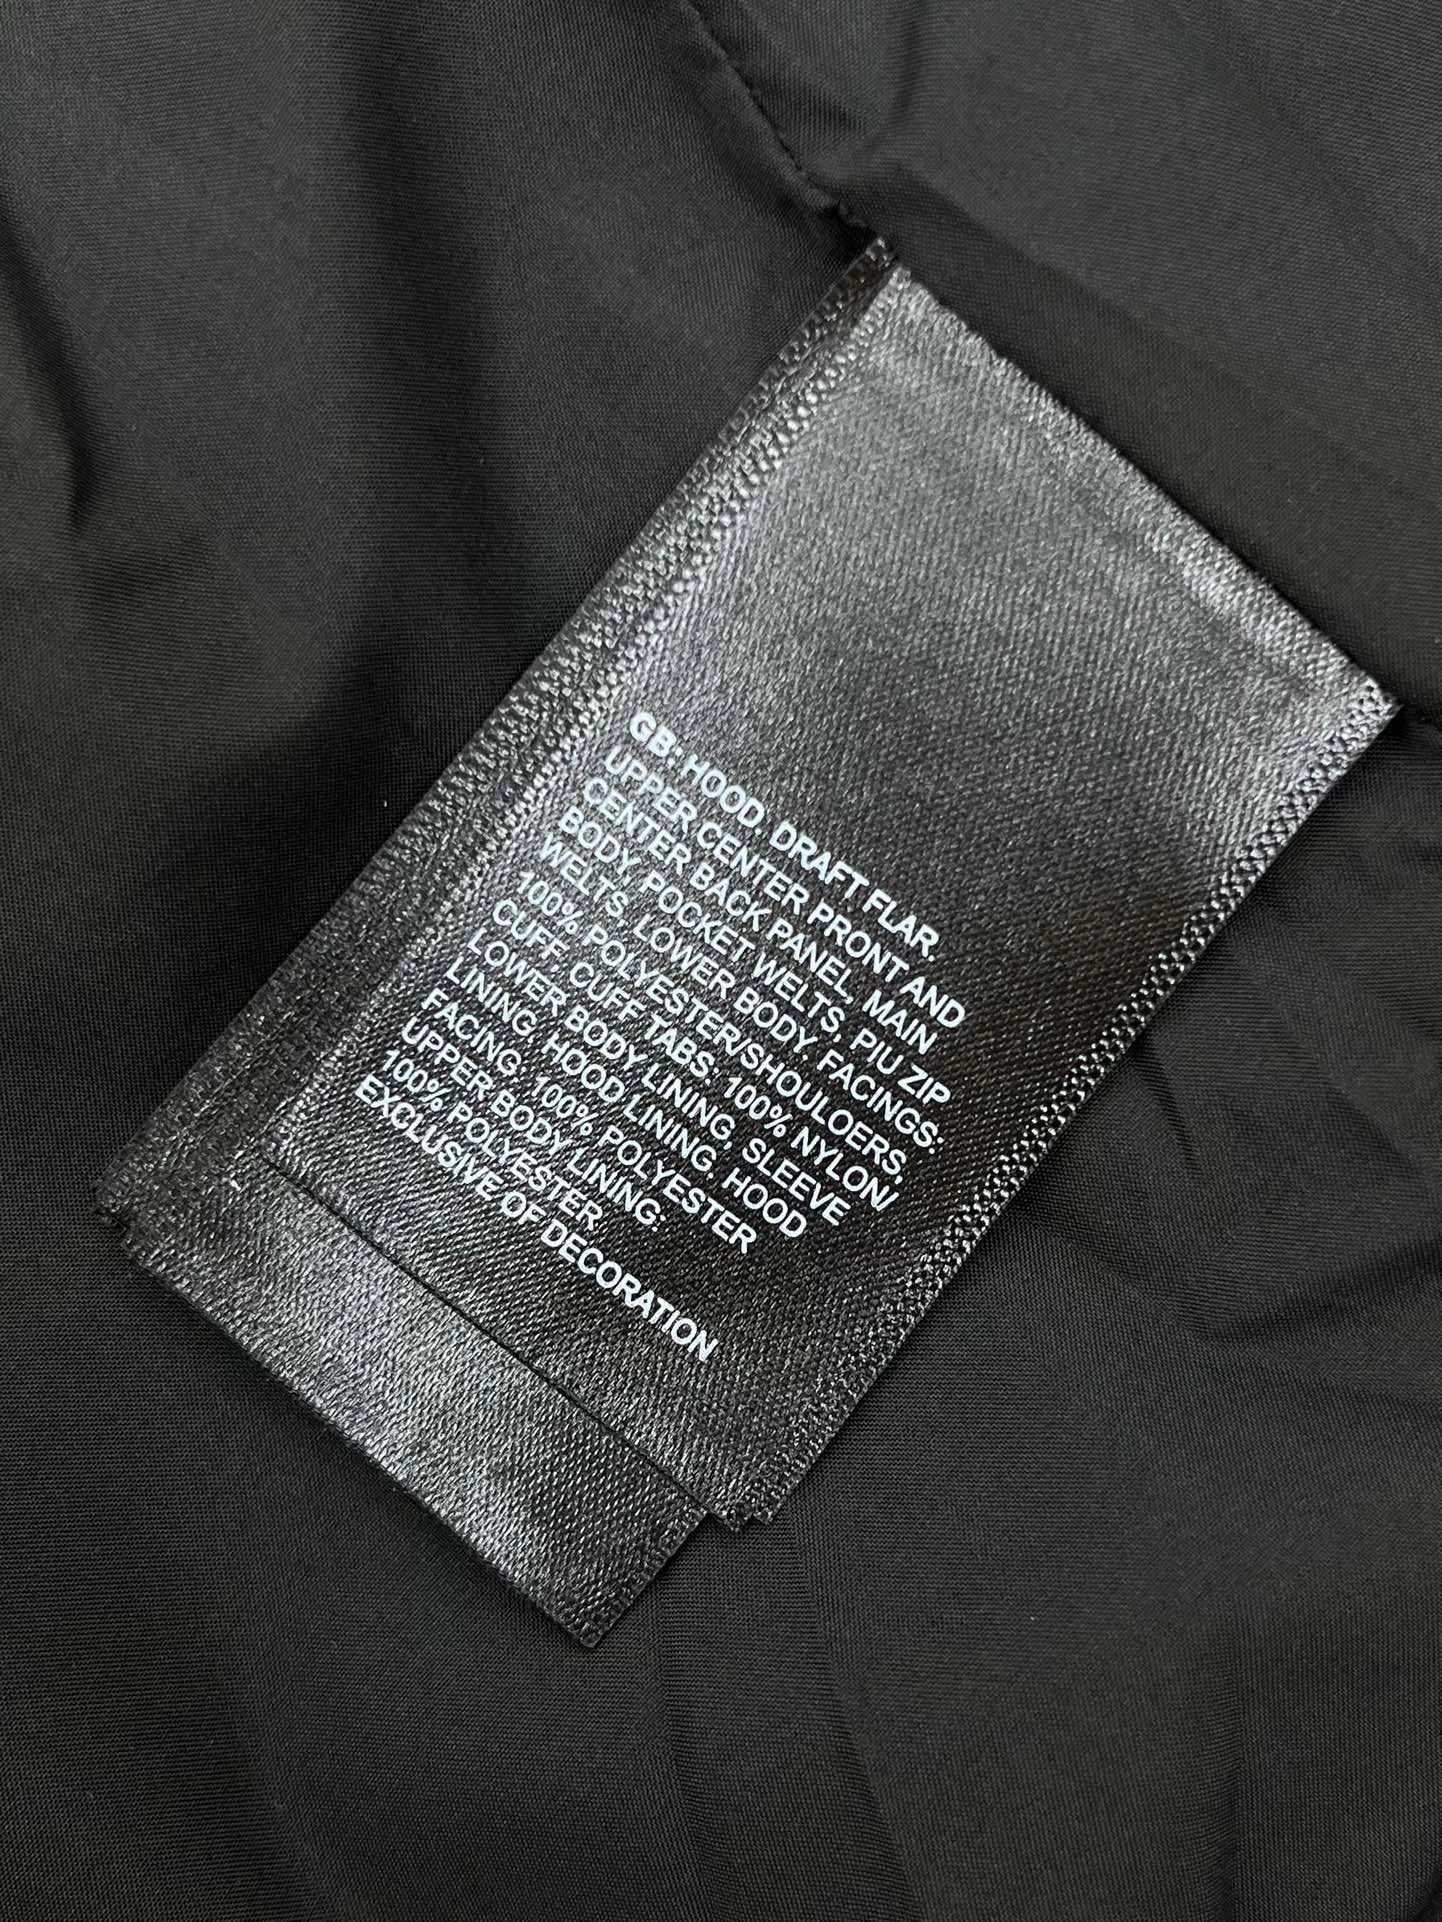 GB: HOOD. DRAFT FLAR.
UPPER CENTER PRONT AND
CENTER BACK PANEL, MAIN
BODY, POCKET WELTS, PIU ZIP
WELTS, LOWER BODY. FACINGS:
100% POLYESTER/SHOULOERS,
CUFF, CUFF TABS: 100% NYLON/
LOWER BODY LINING, SLEEVE
LINING, HOOD LINING. HOOD
FACING, 100% POLYESTER
UPPER BODY LINING:
100% POLYESTER
EXCLUSIVE OF DECORATION